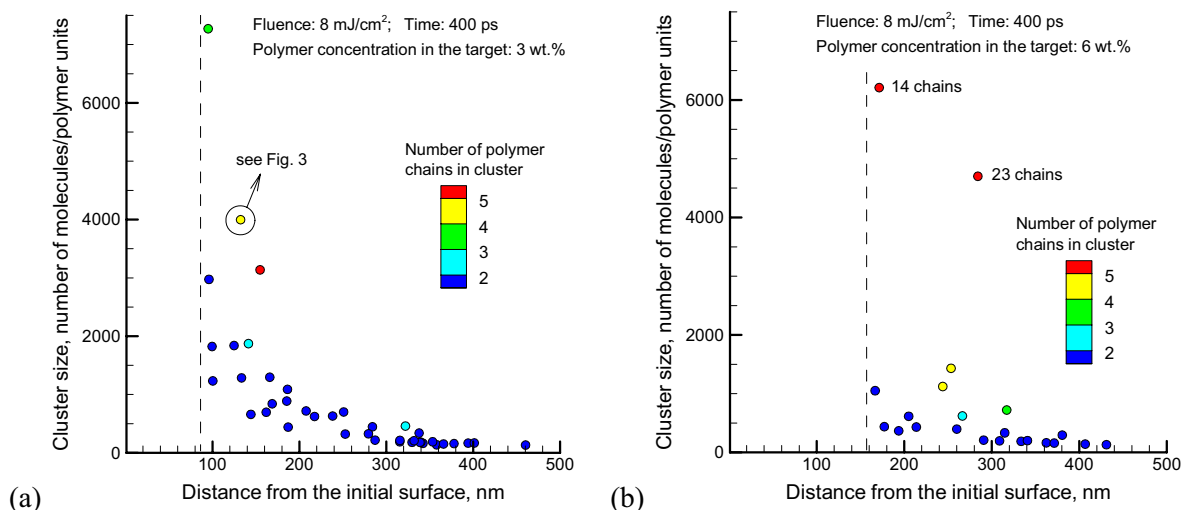 Fluence: 8 mJ/cm²; Time: 400 ps
Polymer concentration in the target: 3 wt.%
Cluster size, number of molecules/polymer units
6000
4000
2000
0
see Fig. 3
Number of polymer
chains in cluster
5
4
3
2
100
200
300
400
500
Distance from the initial surface, nm
(a)
Fluence: 8 mJ/cm²; Time: 400 ps
Polymer concentration in the target: 6 wt.%
Cluster size, number of molecules/polymer units
6000
4000
2000
0
14 chains
23 chains
Number of polymer
chains in cluster
5
4
3
2
100
200
300
400
500
Distance from the initial surface, nm
(b)